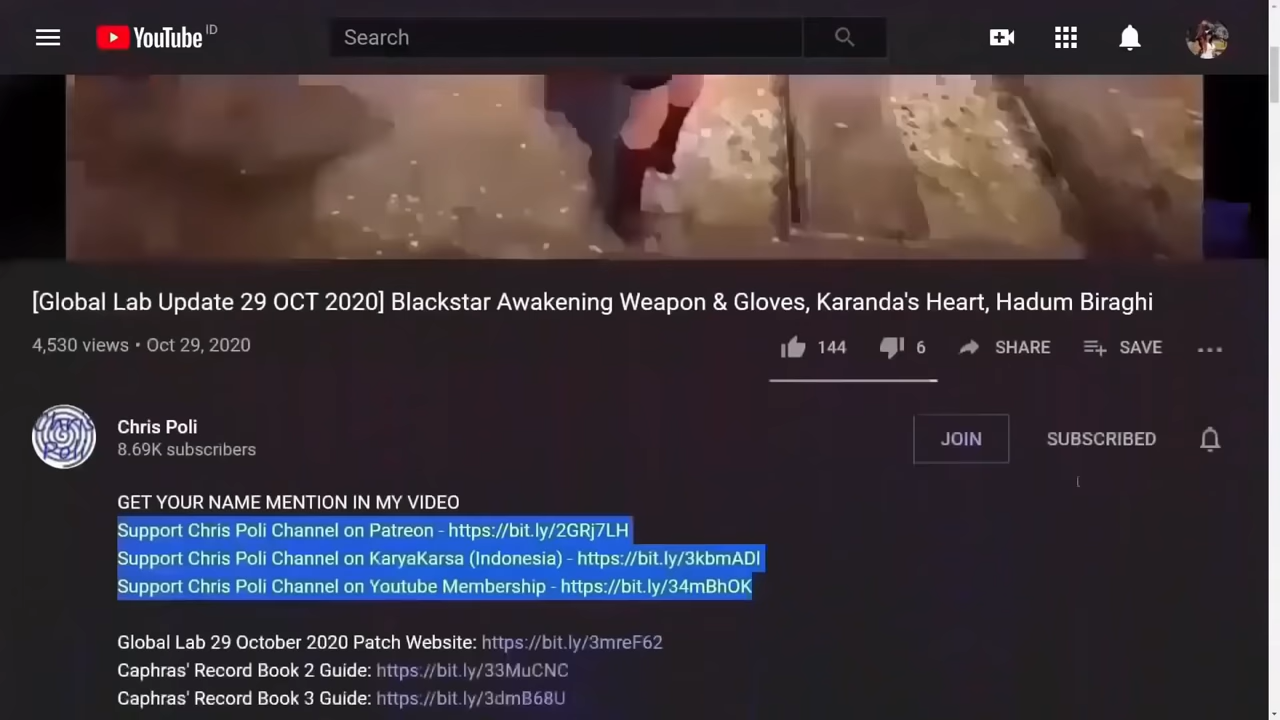 YouTube ID
Search
[Global Lab Update 29 OCT 2020] Blackstar Awakening Weapon & Gloves, Karanda's Heart, Hadum Biraghi
4,530 views • Oct 29, 2020
144 6 SHARE SAVE
Chris Poli
Chris Poli
8.69K subscribers
JOIN SUBSCRIBED
GET YOUR NAME MENTION IN MY VIDEO
Support Chris Poli Channel on Patreon - https://bit.ly/2GRj7LH
Support Chris Poli Channel on KaryaKarsa (Indonesia) - https://bit.ly/3kbmADl
Support Chris Poli Channel on Youtube Membership - https://bit.ly/34mBhOK
Global Lab 29 October 2020 Patch Website: https://bit.ly/3mreF62
Caphras' Record Book 2 Guide: https://bit.ly/33MuCNC
Caphras' Record Book 3 Guide: https://bit.ly/3dmB68U